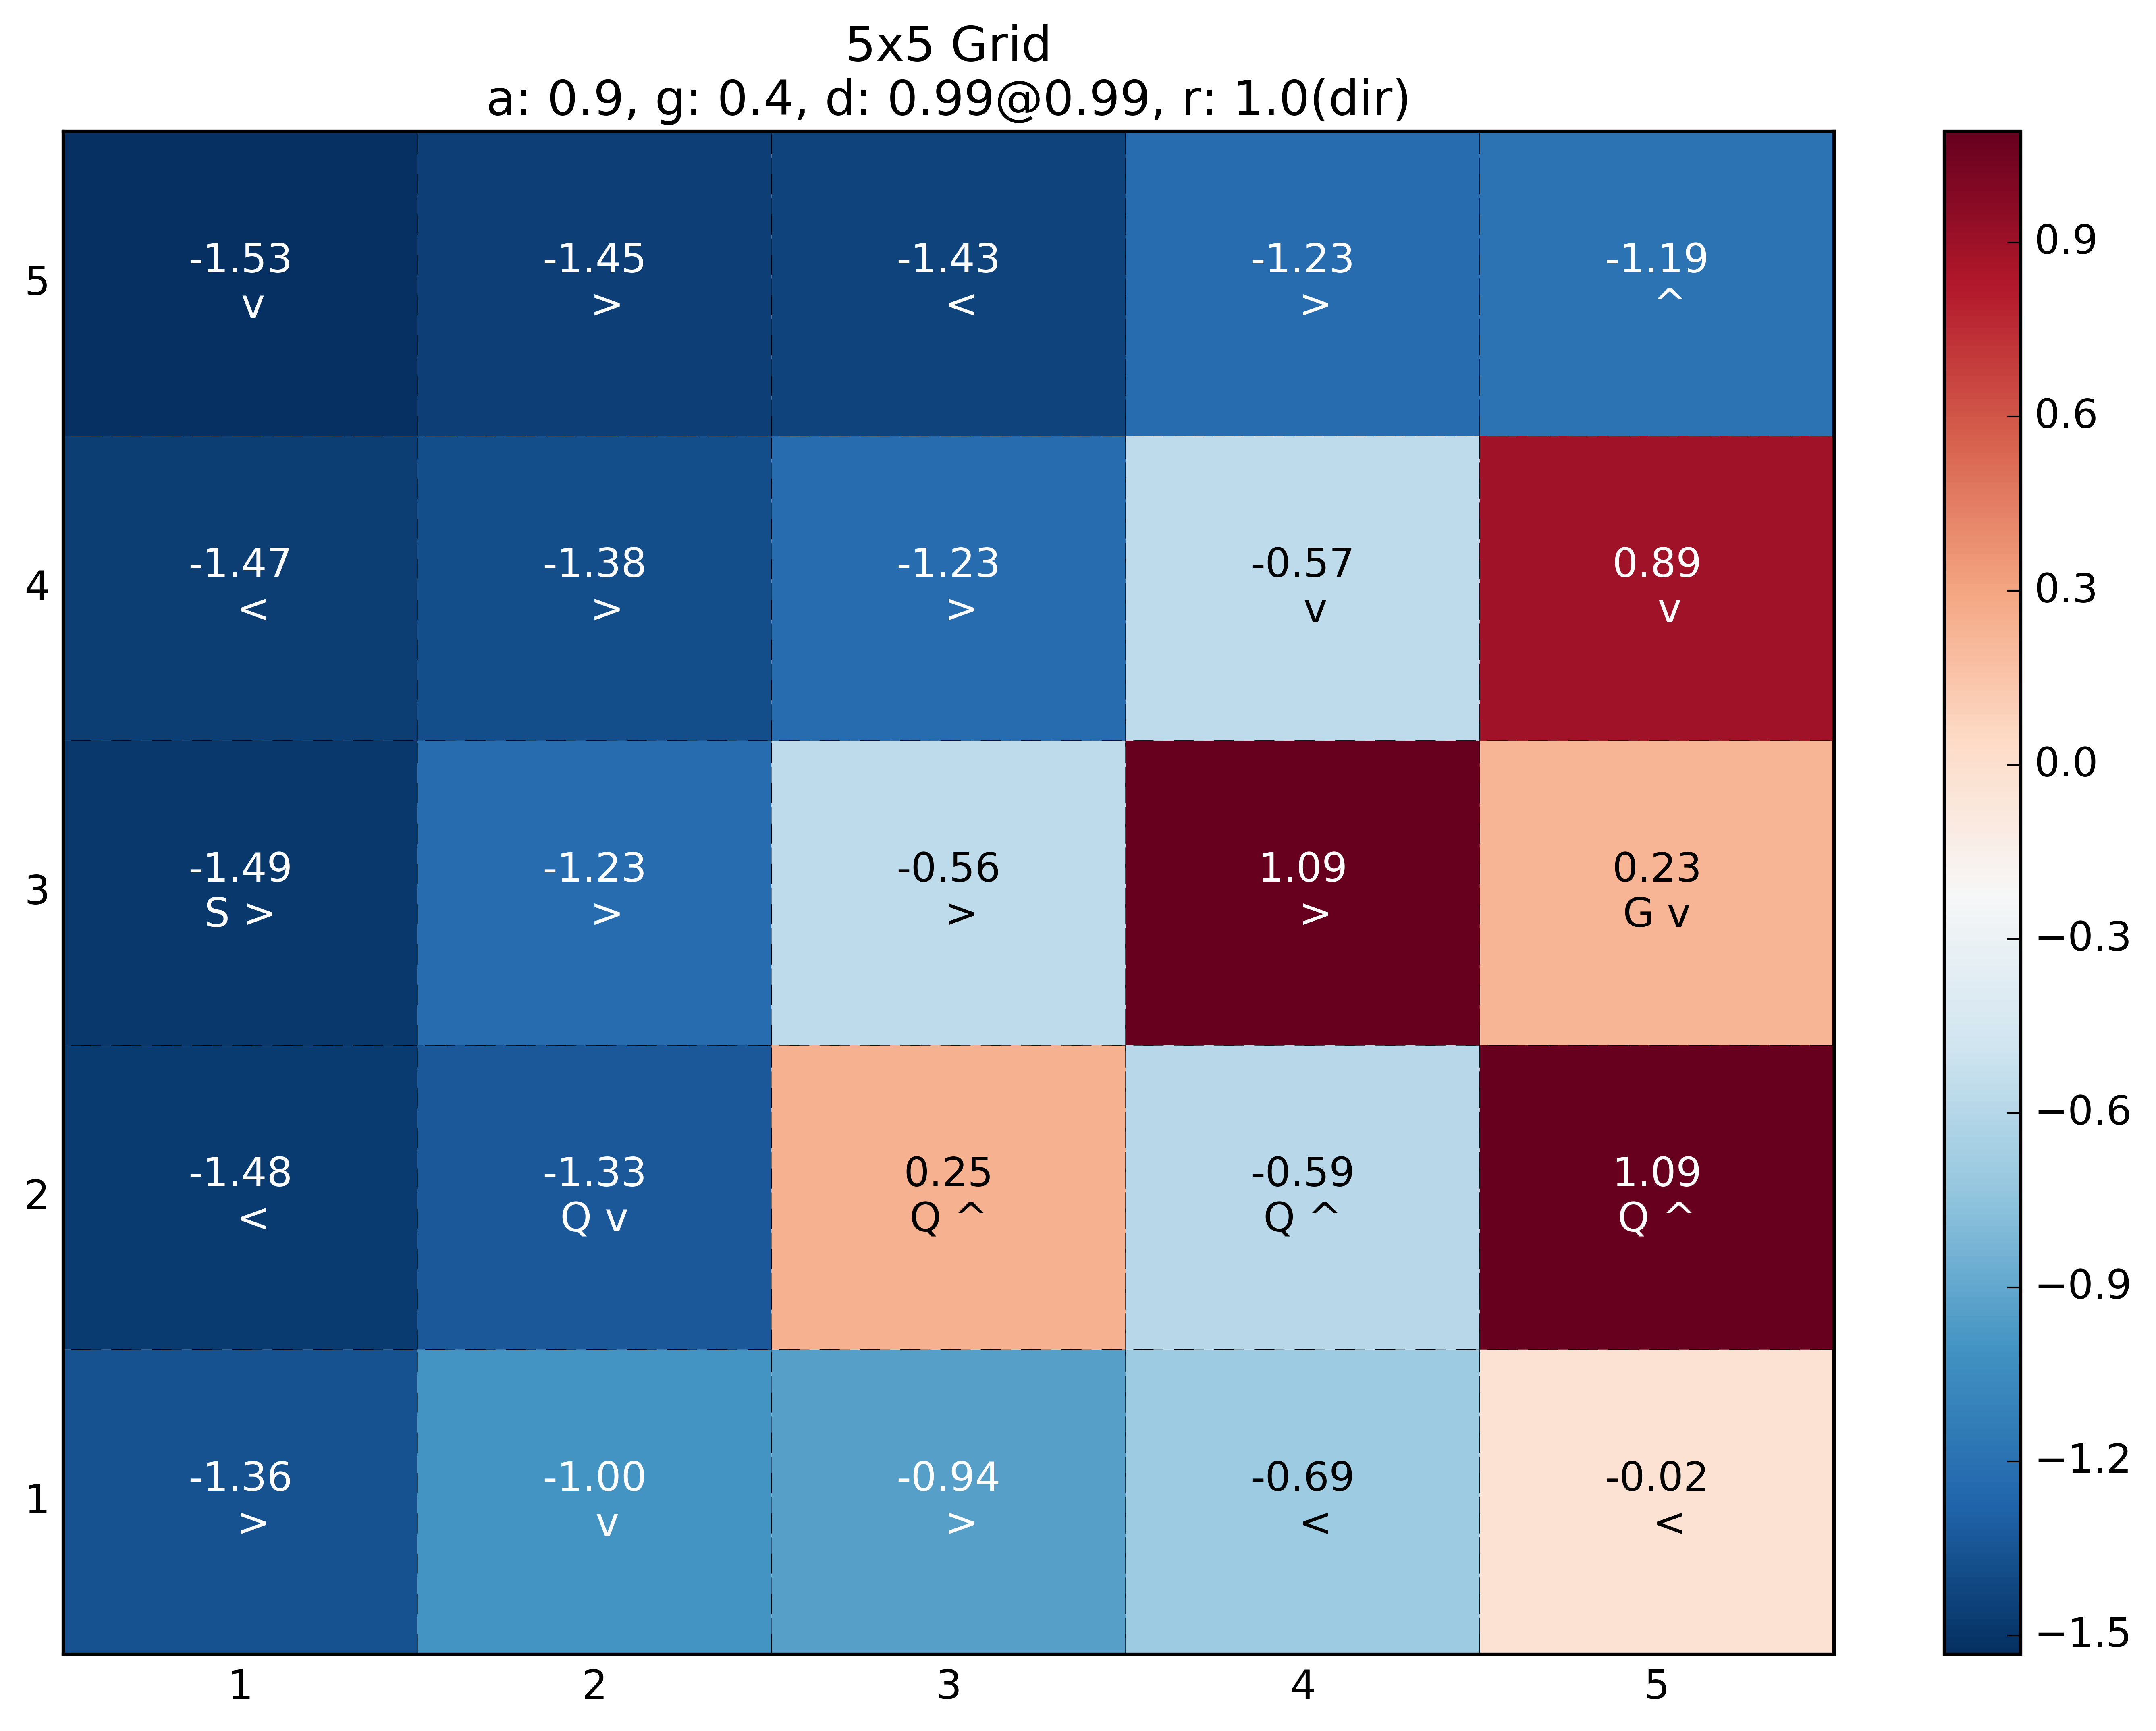 5x5 Grid
a: 0.9, g: 0.4, d: 0.99@0.99, r: 1.0(dir)
5 -1.53 -1.45 -1.43 -1.23 -1.19
v > < > ^
4 -1.47 -1.38 -1.23 -0.57 0.89
< > > v v
3 -1.49 -1.23 -0.56 1.09 0.23
S > > > > G v
2 -1.48 -1.33 0.25 -0.59 1.09
< Q v Q ^ Q ^ Q ^
1 -1.36 -1.00 -0.94 -0.69 -0.02
> v > < <
1 2 3 4 5
0.9
0.6
0.3
0.0
−0.3
−0.6
−0.9
−1.2
−1.5